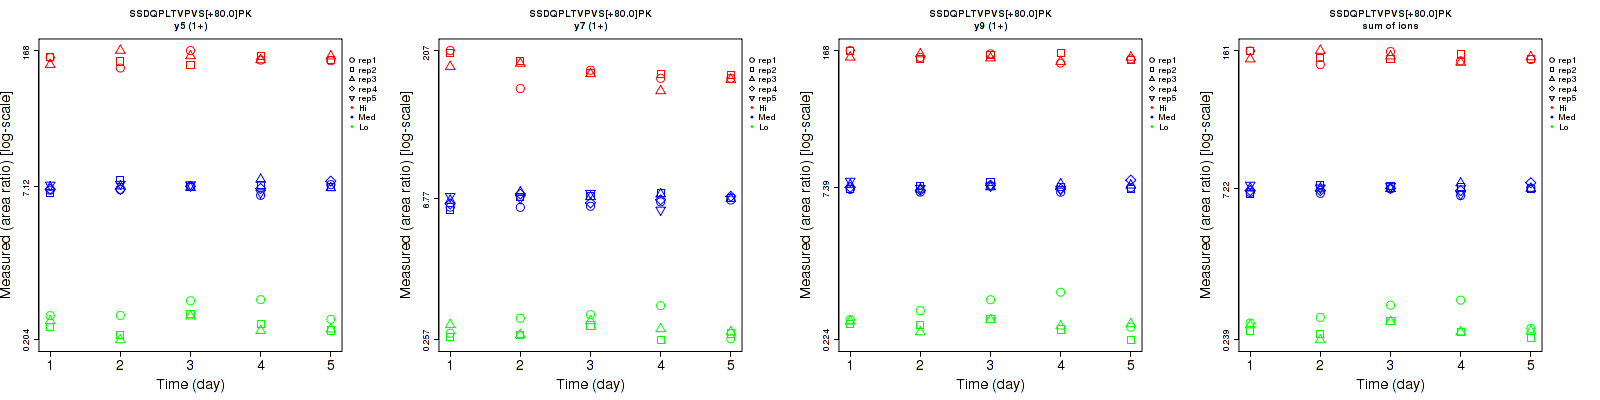 SSDQPLTVPVS[+80.0]PK
y5 (1+)
Measured (area ratio) [log-scale]
168
7.12
0.204
1 2 3 4 5
Time (day)
rep1
rep2
rep3
rep4
rep5
Hi
Med
Lo
SSDQPLTVPVS[+80.0]PK
y7 (1+)
Measured (area ratio) [log-scale]
207
6.77
0.257
1 2 3 4 5
Time (day)
rep1
rep2
rep3
rep4
rep5
Hi
Med
Lo
SSDQPLTVPVS[+80.0]PK
y9 (1+)
Measured (area ratio) [log-scale]
168
7.39
0.224
1 2 3 4 5
Time (day)
rep1
rep2
rep3
rep4
rep5
Hi
Med
Lo
SSDQPLTVPVS[+80.0]PK
sum of ions
Measured (area ratio) [log-scale]
161
7.22
0.239
1 2 3 4 5
Time (day)
rep1
rep2
rep3
rep4
rep5
Hi
Med
Lo